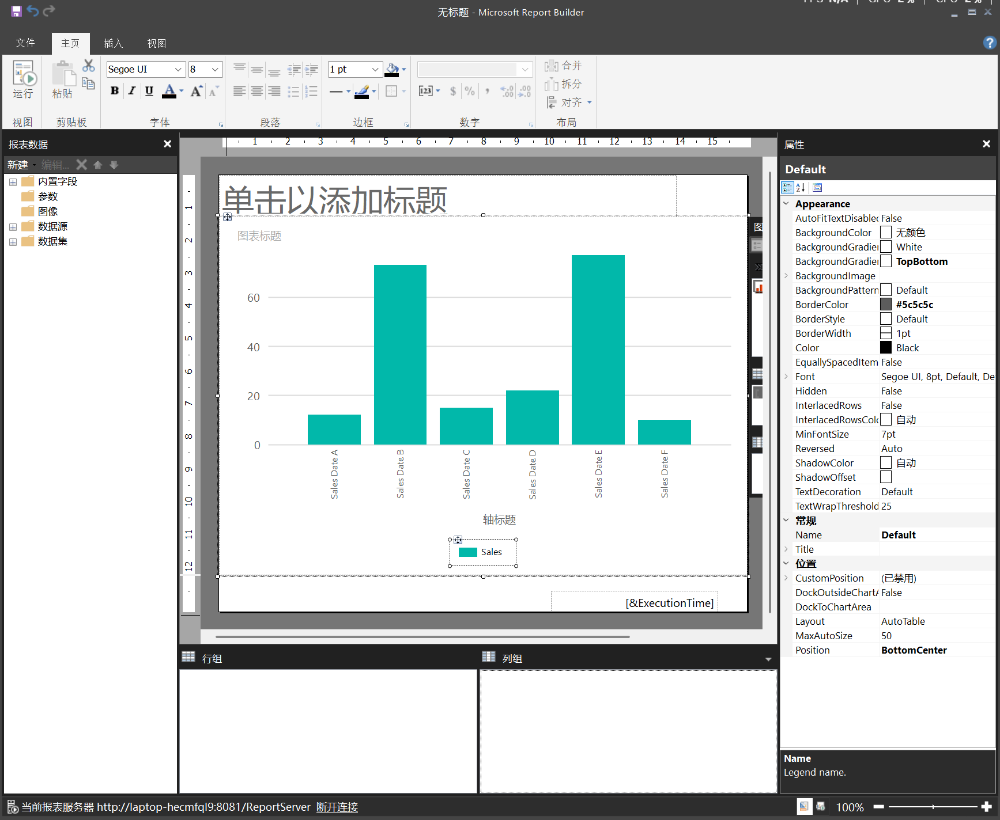 无标题 - Microsoft Report Builder
文件 主页 插入 视图
运行
粘贴
Segoe UI 8
B I U A A A
1 pt
[123] $ % ,
合并
拆分
对齐
视图 剪贴板 字体 段落 边框 数字 布局
报表数据
新建 编辑...
内置字段
参数
图像
数据源
数据集
1 2 3 4 5 6 7 8 9 10 11 12 13 14 15
1 2 3 4 5 6 7 8 9 10 11 12
单击以添加标题
图表标题
60
40
20
0
Sales Date A
Sales Date B
Sales Date C
Sales Date D
Sales Date E
Sales Date F
轴标题
Sales
[&ExecutionTime]
行组
列组
属性
Default
Appearance
AutoFitTextDisabled False
BackgroundColor 无颜色
BackgroundGradie White
BackgroundGradie TopBottom
BackgroundImage
BackgroundPattern Default
BorderColor #5c5c5c
BorderStyle Default
BorderWidth 1pt
Color Black
EquallySpacedItem False
Font Segoe UI, 8pt, Default, De
Hidden False
InterlacedRows False
InterlacedRowsColo 自动
MinFontSize 7pt
Reversed Auto
ShadowColor 自动
ShadowOffset
TextDecoration Default
TextWrapThreshold 25
常规
Name Default
Title
位置
CustomPosition (已禁用)
DockOutsideChartA False
DockToChartArea
Layout AutoTable
MaxAutoSize 50
Position BottomCenter
Name
Legend name.
当前报表服务器 http://laptop-hecmfql9:8081/ReportServer 断开连接
100%